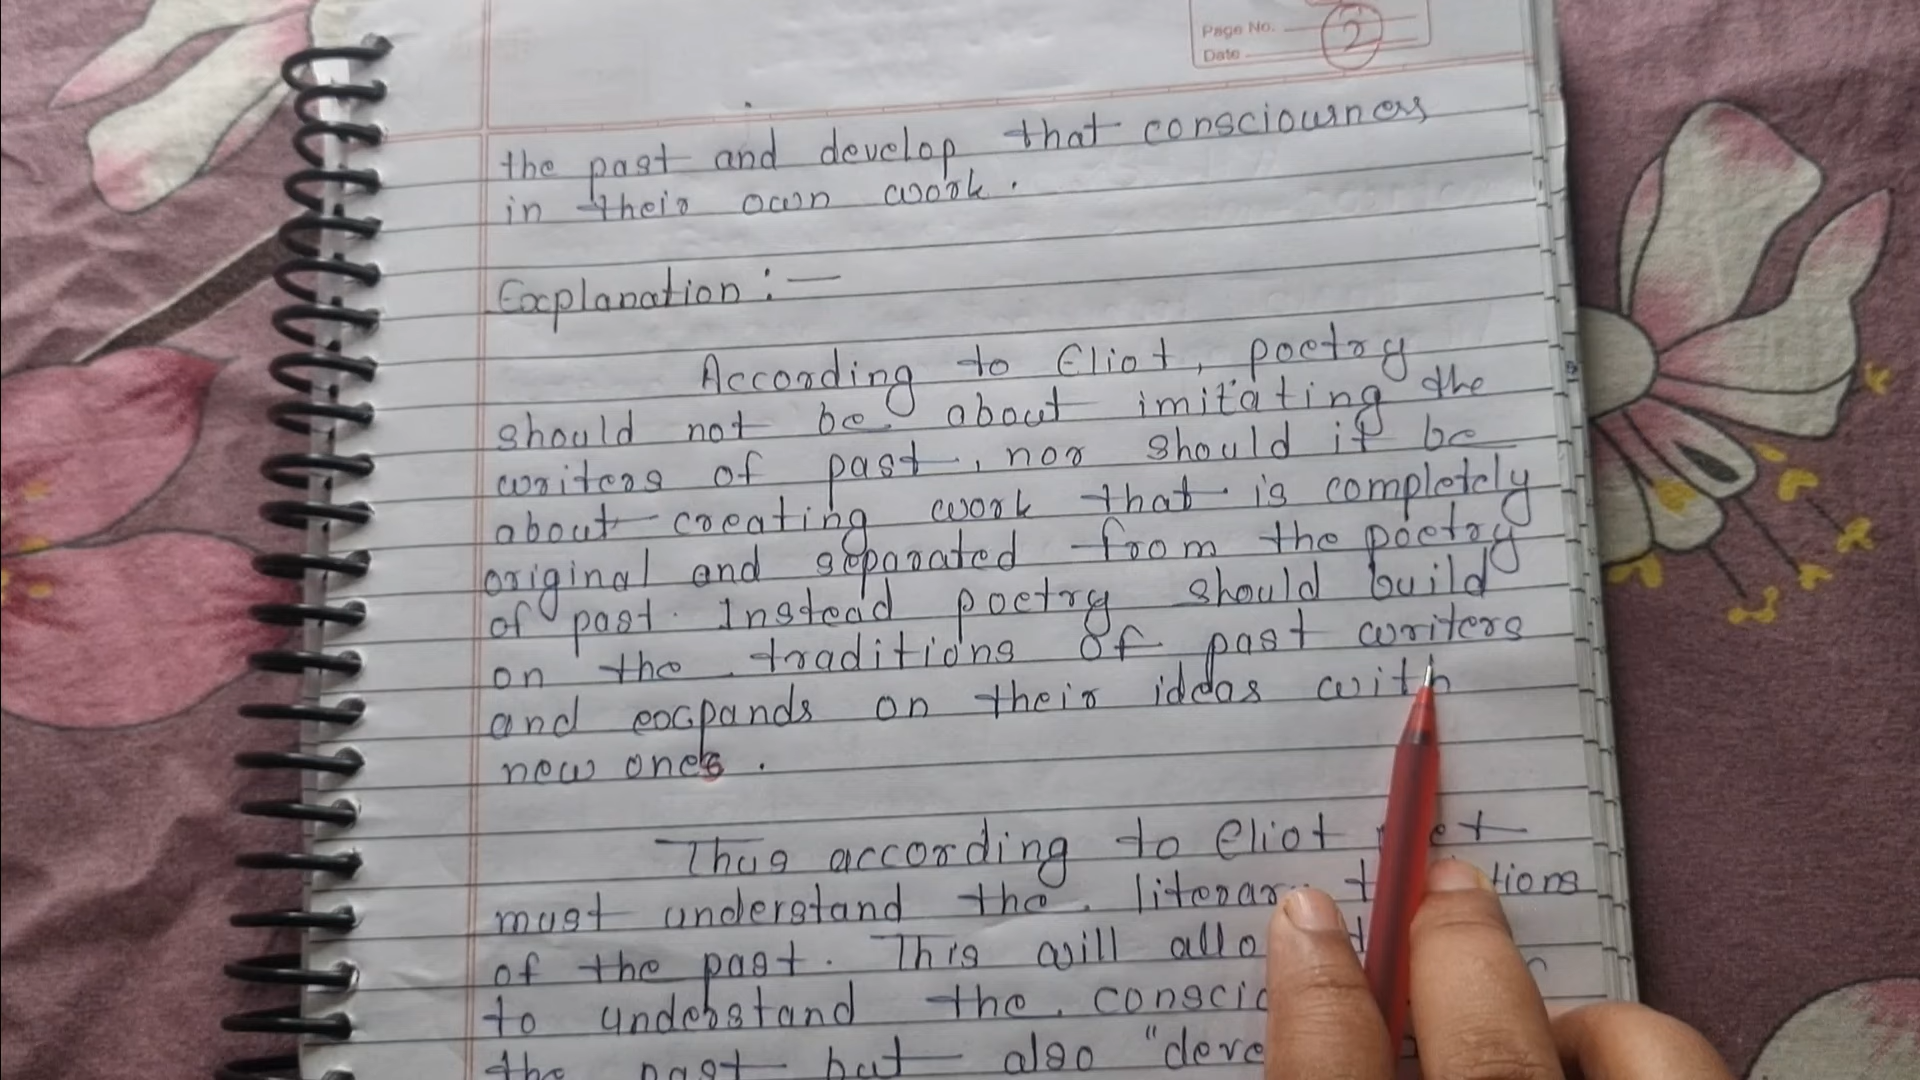 Page No. 2
Date
the past and develop that consciousness
in their own work.
Explanation :—
According to Eliot, poetry
should not be about imitating the
writers of past, nor should it be
about creating work that is completely
original and separated from the poetry
of past. Instead poetry should build
on the traditions of past writers
and expands on their ideas with
new ones.
Thus according to Eliot
must understand the literary
of the past. This will
to understand the
the past but also